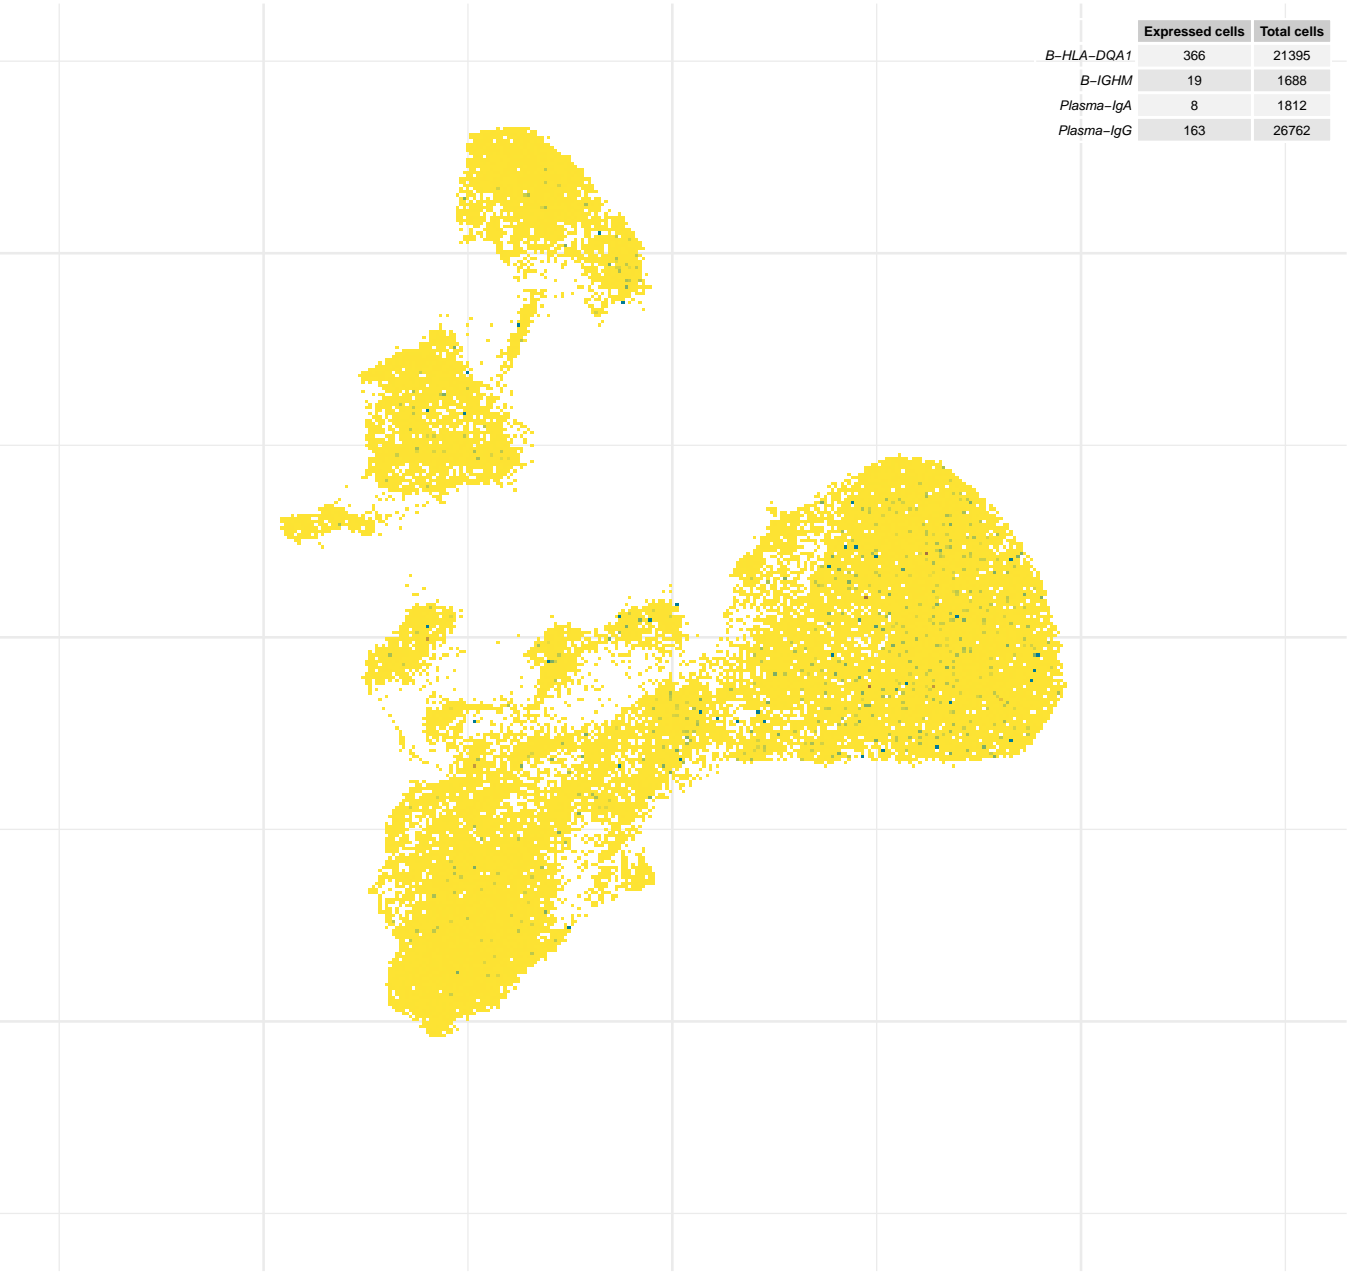 Expressed cells Total cells
B−HLA−DQA1 366 21395
B−IGHM 19 1688
Plasma−IgA 8 1812
Plasma−IgG 163 26762